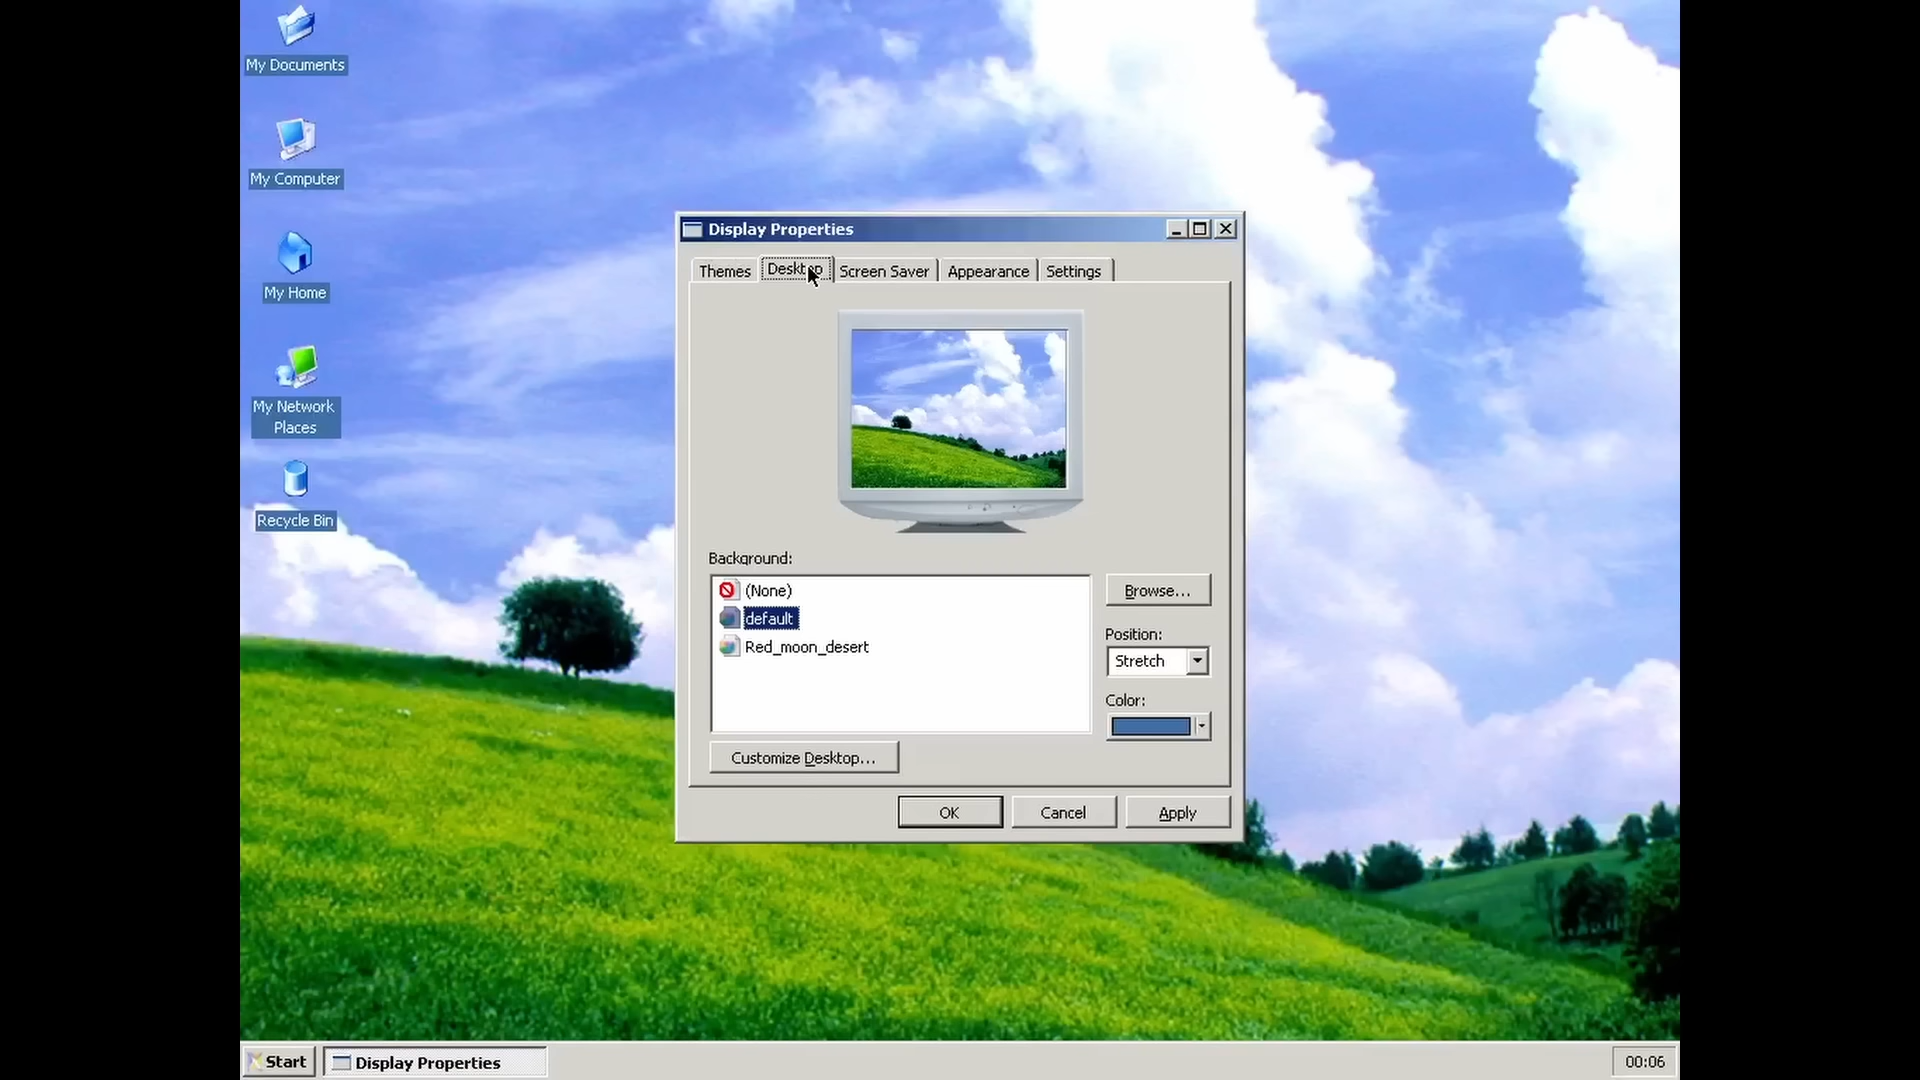 My Documents
My Computer
My Home
My Network
Places
Recycle Bin
Display Properties
Themes Desktop Screen Saver Appearance Settings
Background:
(None)
default
Red_moon_desert
Browse...
Position:
Stretch
Color:
Customize Desktop...
OK Cancel Apply
Start Display Properties 00:06